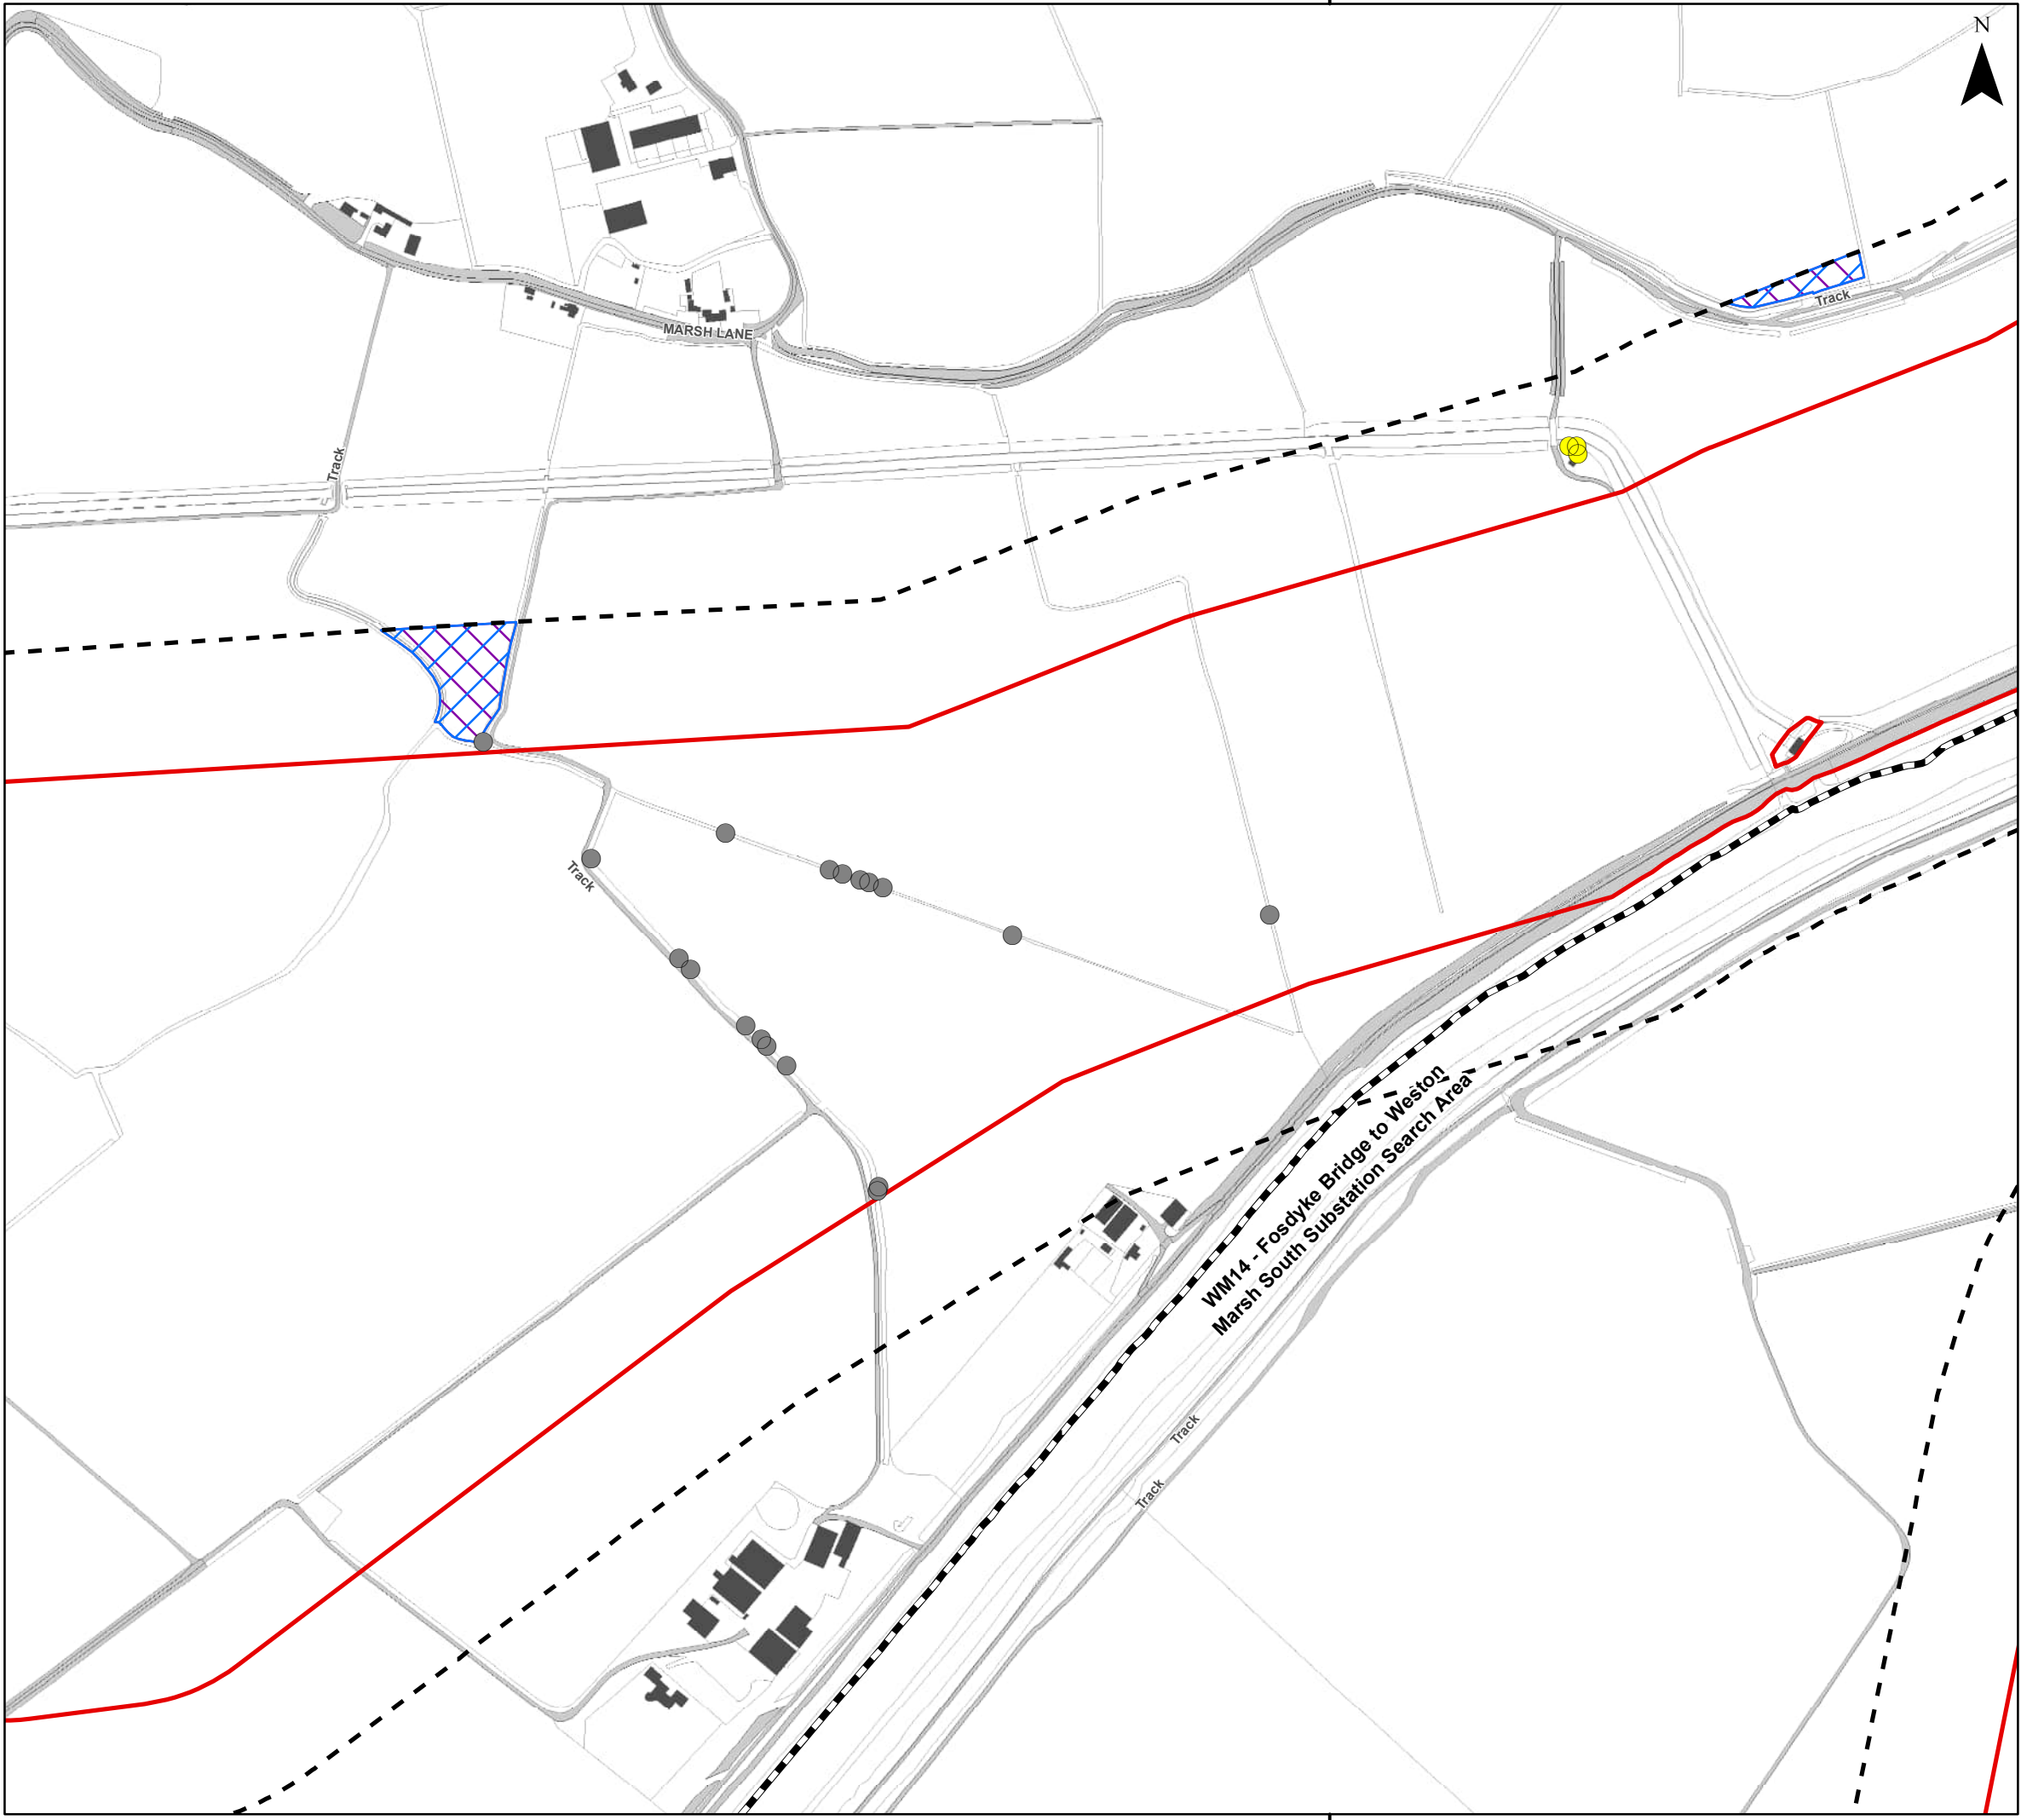 N
Track
MARSH LANE
Track
Track
WM14 - Fosdyke Bridge to Weston
Marsh South Substation Search Area
Track
Track